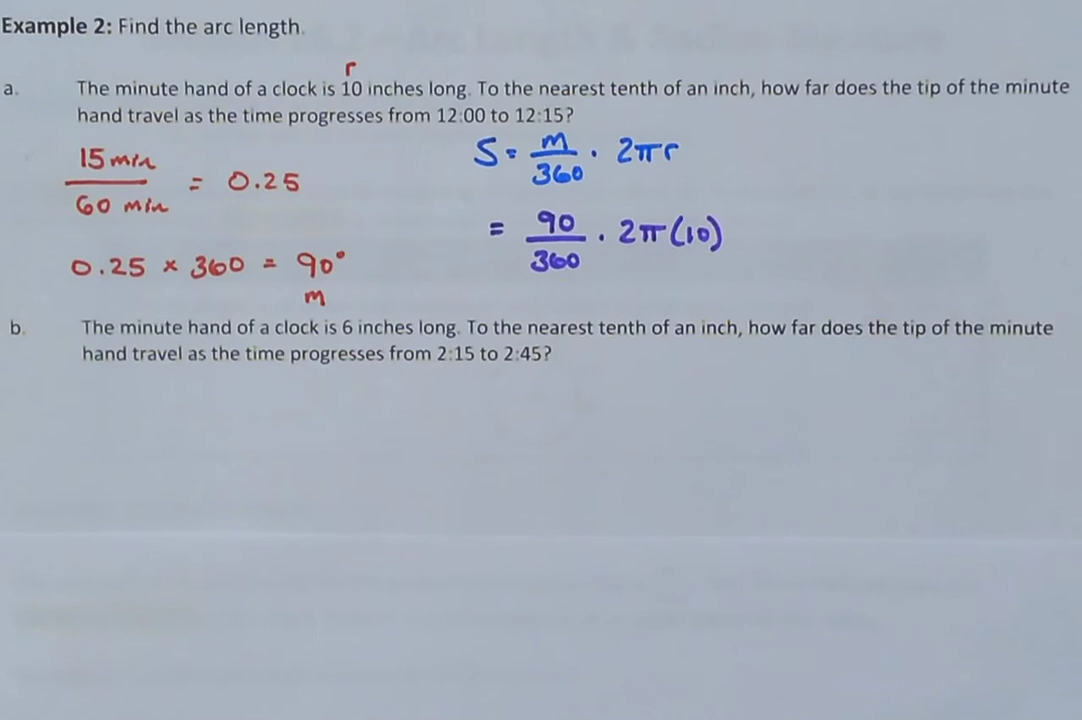 Example 2: Find the arc length.
r
a. The minute hand of a clock is 10 inches long. To the nearest tenth of an inch, how far does the tip of the minute
hand travel as the time progresses from 12:00 to 12:15?
15 min
60 min
= 0.25
0.25 × 360 = 90°
m
S = m/360 · 2πr
= 90/360 · 2π(10)
b. The minute hand of a clock is 6 inches long. To the nearest tenth of an inch, how far does the tip of the minute
hand travel as the time progresses from 2:15 to 2:45?